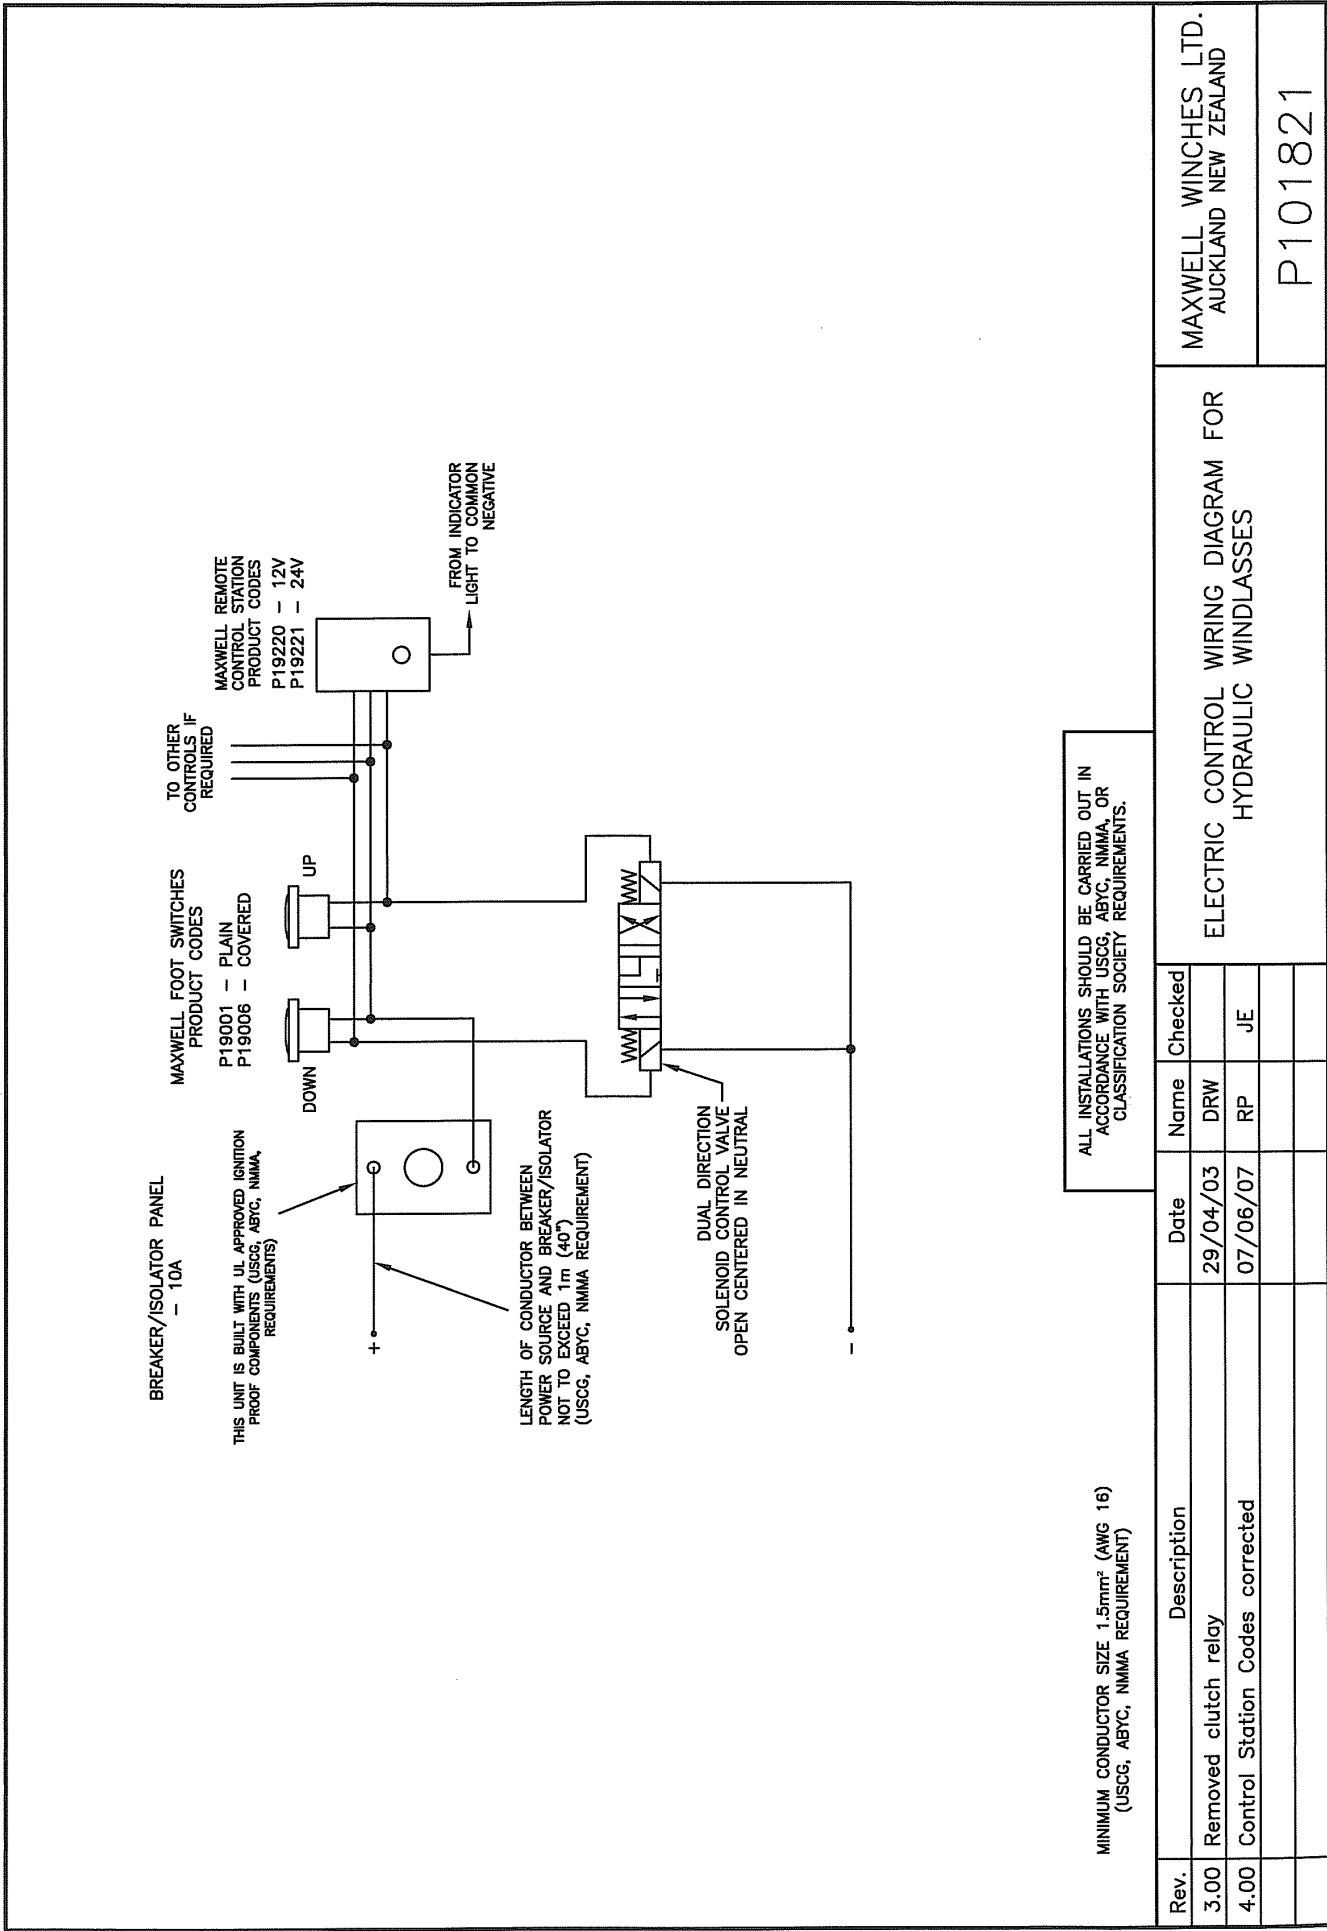 BREAKER/ISOLATOR PANEL
– 10A
THIS UNIT IS BUILT WITH UL APPROVED IGNITION
PROOF COMPONENTS (USCG, ABYC, NMMA,
REQUIREMENTS)
MAXWELL FOOT SWITCHES
PRODUCT CODES
P19001 – PLAIN
P19006 – COVERED
DOWN
UP
TO OTHER
CONTROLS IF
REQUIRED
MAXWELL REMOTE
CONTROL STATION
PRODUCT CODES
P19220 – 12V
P19221 – 24V
FROM INDICATOR
LIGHT TO COMMON
NEGATIVE
+
LENGTH OF CONDUCTOR BETWEEN
POWER SOURCE AND BREAKER/ISOLATOR
NOT TO EXCEED 1m (40")
(USCG, ABYC, NMMA REQUIREMENT)
DUAL DIRECTION
SOLENOID CONTROL VALVE
OPEN CENTERED IN NEUTRAL
–
MINIMUM CONDUCTOR SIZE 1.5mm² (AWG 16)
(USCG, ABYC, NMMA REQUIREMENT)
ALL INSTALLATIONS SHOULD BE CARRIED OUT IN
ACCORDANCE WITH USCG, ABYC, NMMA, OR
CLASSIFICATION SOCIETY REQUIREMENTS.
Rev. Description Date Name Checked
3.00 Removed clutch relay 29/04/03 DRW
4.00 Control Station Codes corrected 07/06/07 RP JE
ELECTRIC CONTROL WIRING DIAGRAM FOR
HYDRAULIC WINDLASSES
MAXWELL WINCHES LTD.
AUCKLAND NEW ZEALAND
P101821